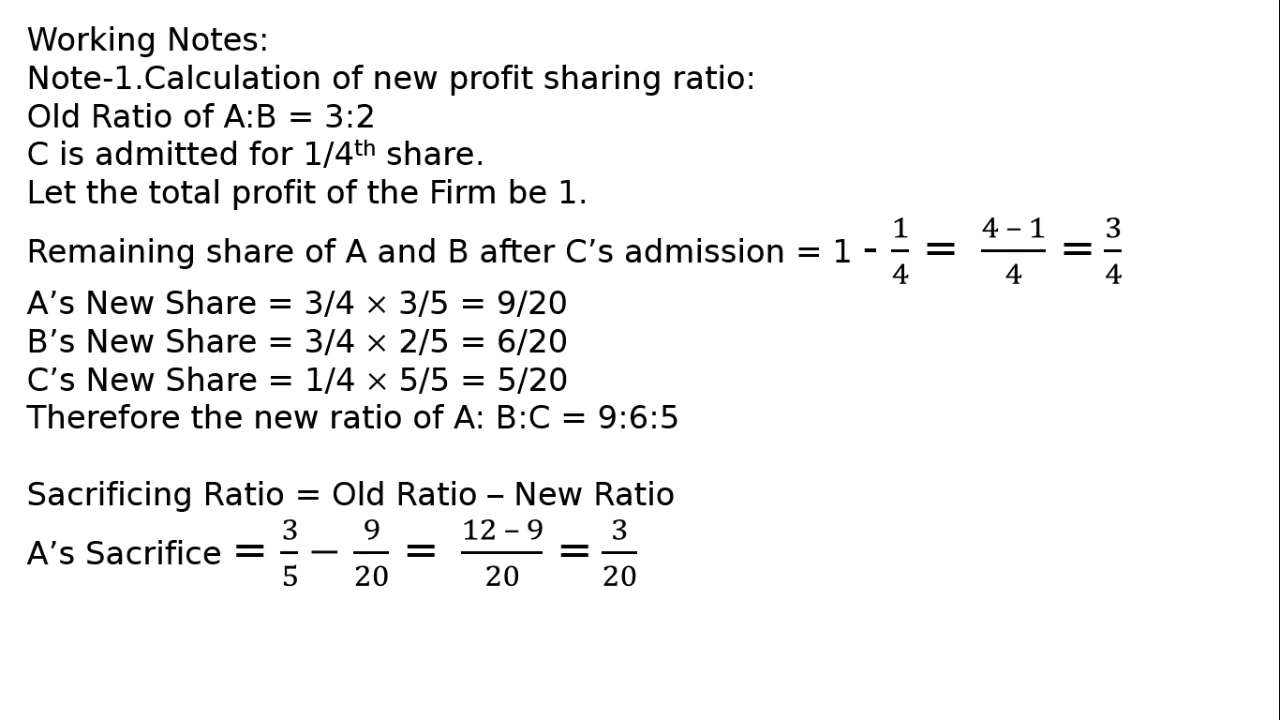 Working Notes:
Note-1.Calculation of new profit sharing ratio:
Old Ratio of A:B = 3:2
C is admitted for 1/4ᵗʰ share.
Let the total profit of the Firm be 1.
Remaining share of A and B after C’s admission = 1 - 1/4 = (4 – 1)/4 = 3/4
A’s New Share = 3/4 × 3/5 = 9/20
B’s New Share = 3/4 × 2/5 = 6/20
C’s New Share = 1/4 × 5/5 = 5/20
Therefore the new ratio of A: B:C = 9:6:5
Sacrificing Ratio = Old Ratio – New Ratio
A’s Sacrifice = 3/5 − 9/20 = (12 – 9)/20 = 3/20